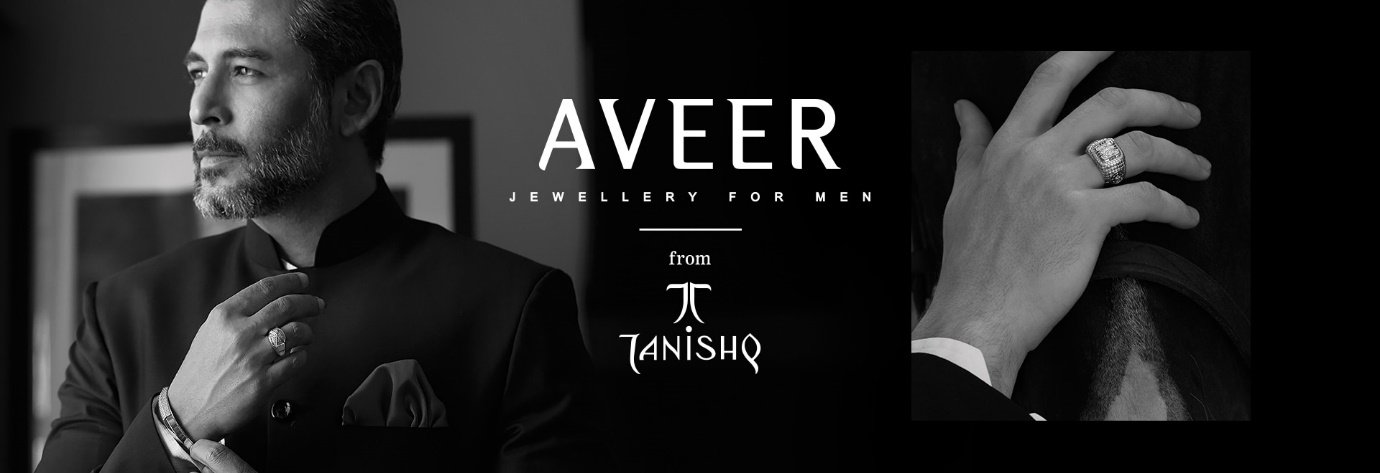 AVEER
JEWELLERY FOR MEN
from
TANISHQ